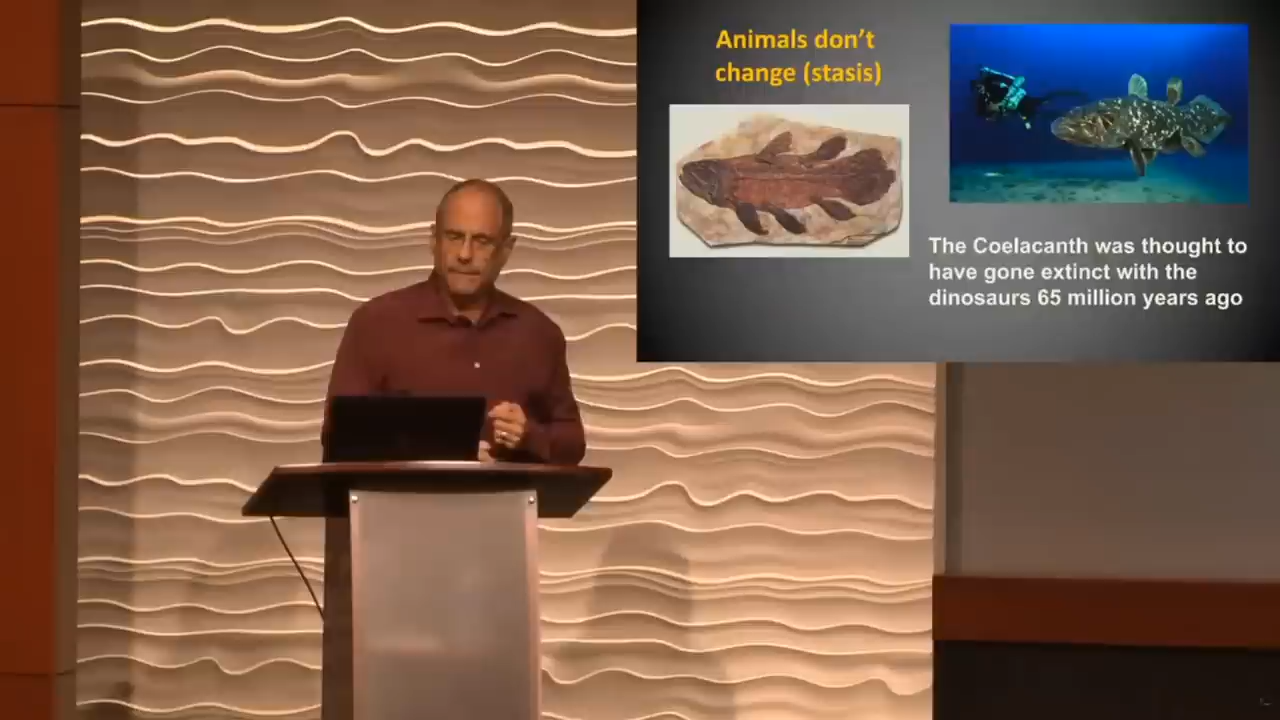 Animals don't
change (stasis)
The Coelacanth was thought to
have gone extinct with the
dinosaurs 65 million years ago